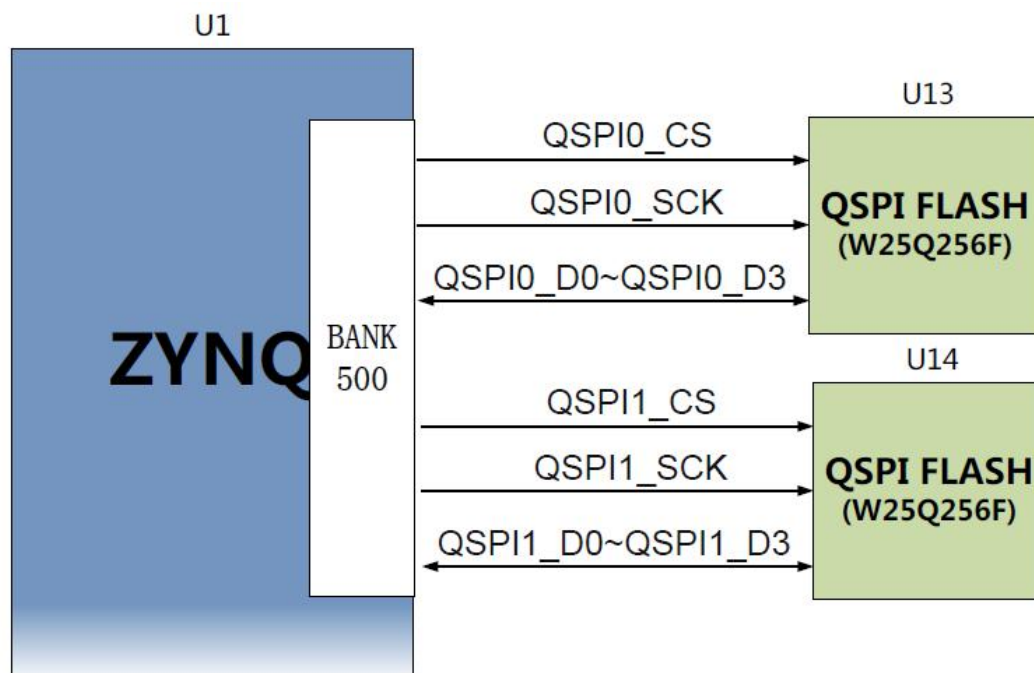 U1
ZYNQ
BANK
500
QSPI0_CS
QSPI0_SCK
QSPI0_D0~QSPI0_D3
U13
QSPI FLASH
(W25Q256F)
QSPI1_CS
QSPI1_SCK
QSPI1_D0~QSPI1_D3
U14
QSPI FLASH
(W25Q256F)